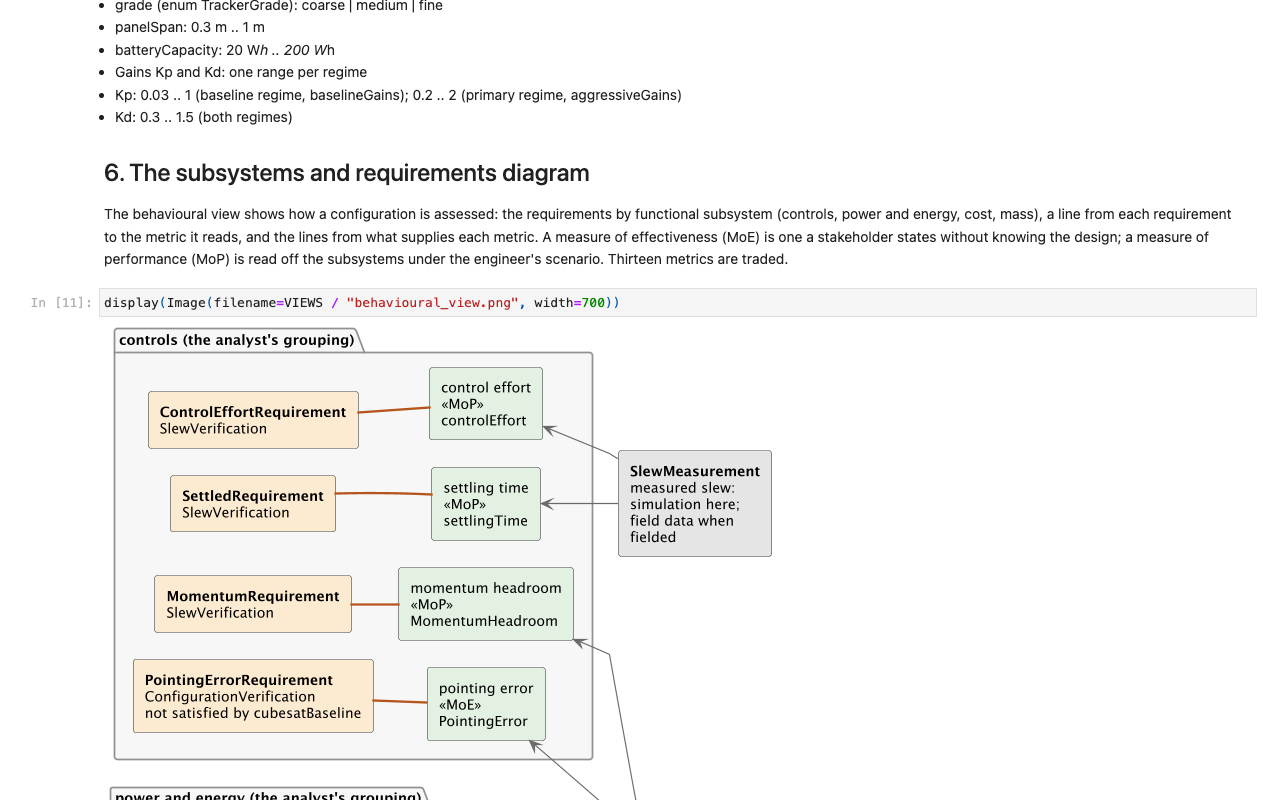 grade (enum TrackerGrade): coarse | medium | fine
panelSpan: 0.3 m .. 1 m
batteryCapacity: 20 Wh .. 200 Wh
Gains Kp and Kd: one range per regime
Kp: 0.03 .. 1 (baseline regime, baselineGains); 0.2 .. 2 (primary regime, aggressiveGains)
Kd: 0.3 .. 1.5 (both regimes)
6. The subsystems and requirements diagram
The behavioural view shows how a configuration is assessed: the requirements by functional subsystem (controls, power and energy, cost, mass), a line from each requirement
to the metric it reads, and the lines from what supplies each metric. A measure of effectiveness (MoE) is one a stakeholder states without knowing the design; a measure of
performance (MoP) is read off the subsystems under the engineer's scenario. Thirteen metrics are traded.
In [11]: display(Image(filename=VIEWS / "behavioural_view.png", width=700))
controls (the analyst's grouping)
ControlEffortRequirement
SlewVerification
control effort
«MoP»
controlEffort
SettledRequirement
SlewVerification
settling time
«MoP»
settlingTime
SlewMeasurement
measured slew:
simulation here;
field data when
fielded
MomentumRequirement
SlewVerification
momentum headroom
«MoP»
MomentumHeadroom
PointingErrorRequirement
ConfigurationVerification
not satisfied by cubesatBaseline
pointing error
«MoE»
PointingError
power and energy (the analyst's grouping)